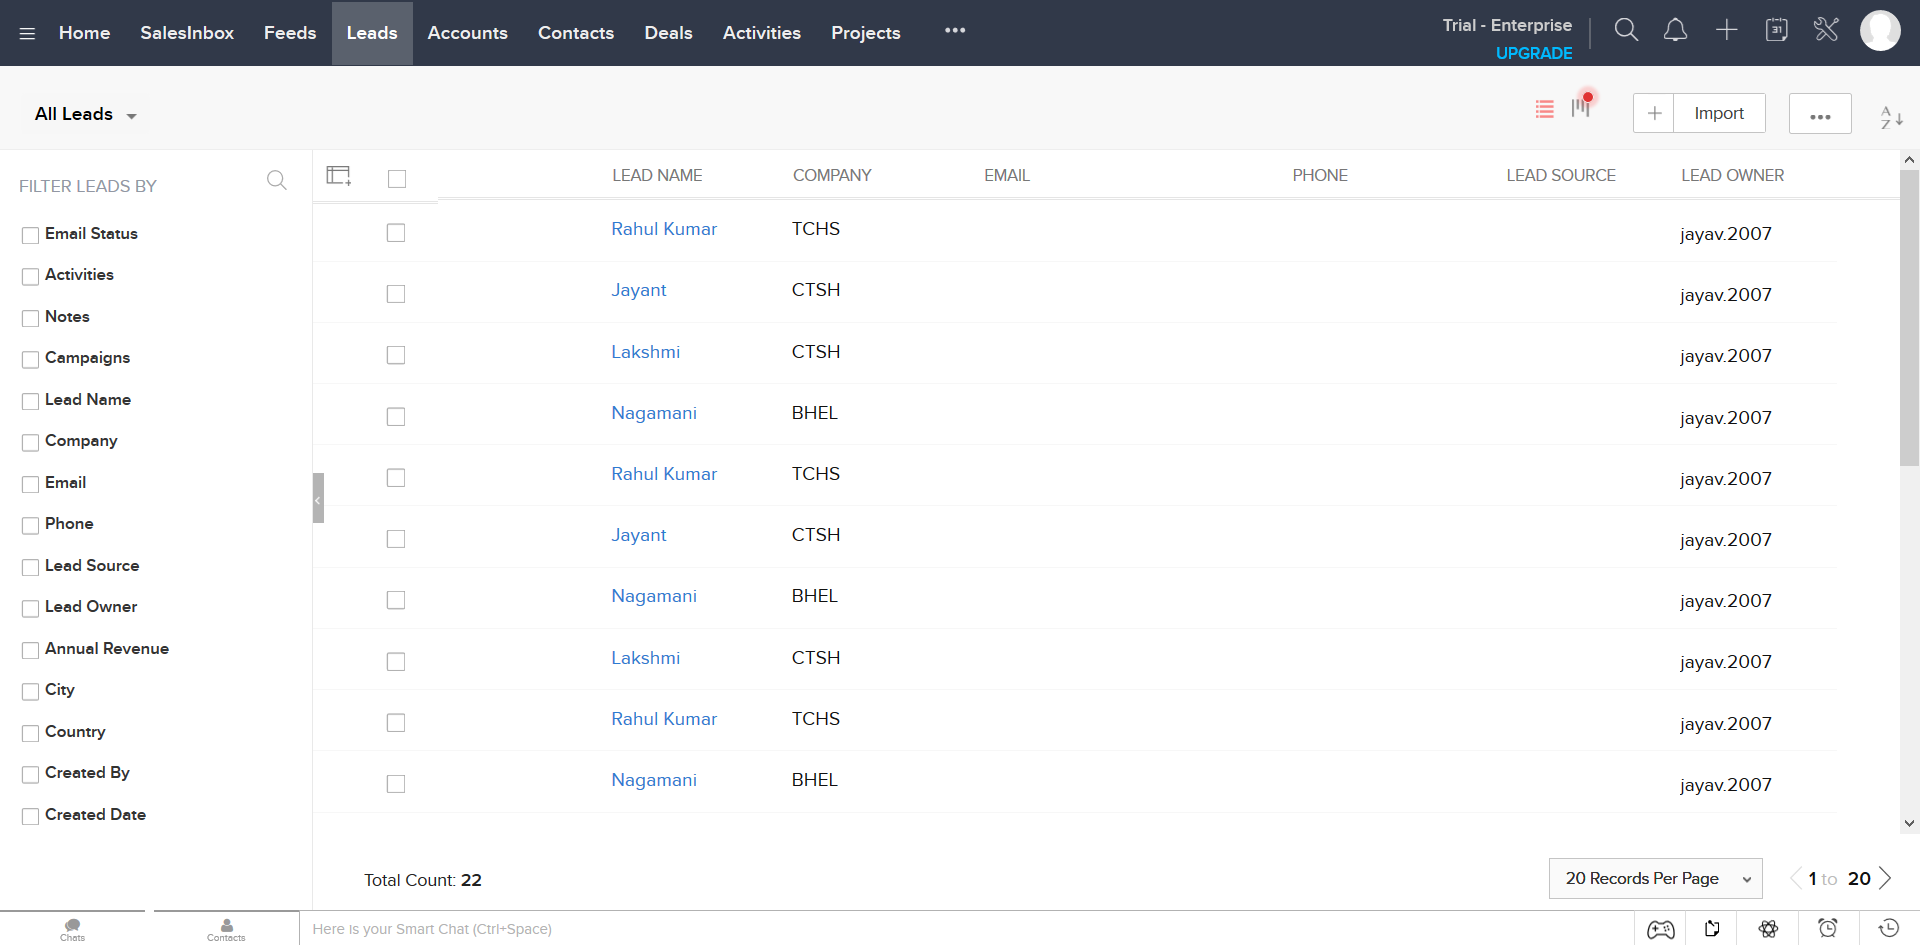 Home SalesInbox Feeds Leads Accounts Contacts Deals Activities Projects ••• Trial - Enterprise
UPGRADE
31
All Leads
Import
•••
A
Z
FILTER LEADS BY
LEAD NAME COMPANY EMAIL PHONE LEAD SOURCE LEAD OWNER
Email Status
Activities
Notes
Campaigns
Lead Name
Company
Email
Phone
Lead Source
Lead Owner
Annual Revenue
City
Country
Created By
Created Date
Rahul Kumar TCHS jayav.2007
Jayant CTSH jayav.2007
Lakshmi CTSH jayav.2007
Nagamani BHEL jayav.2007
Rahul Kumar TCHS jayav.2007
Jayant CTSH jayav.2007
Nagamani BHEL jayav.2007
Lakshmi CTSH jayav.2007
Rahul Kumar TCHS jayav.2007
Nagamani BHEL jayav.2007
Total Count: 22
20 Records Per Page
1 to 20
Chats
Contacts
Here is your Smart Chat (Ctrl+Space)